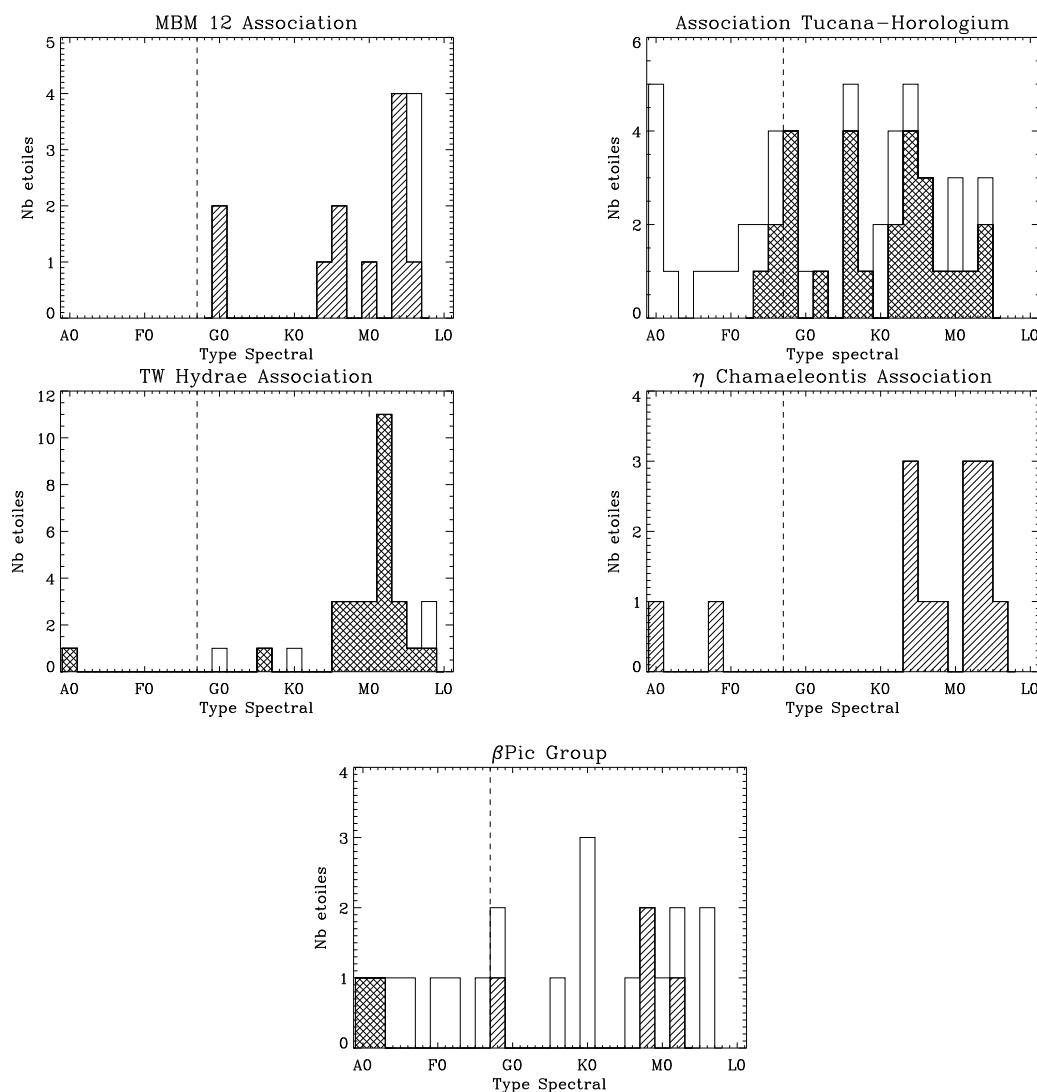 MBM 12 Association
5
4
3
2
1
0
Nb etoiles
A0 F0 G0 K0 M0 L0
Type Spectral
Association Tucana-Horologium
6
4
2
0
Nb etoiles
A0 F0 G0 K0 M0 L0
Type spectral
TW Hydrae Association
12
10
8
6
4
2
0
Nb etoiles
A0 F0 G0 K0 M0 L0
Type Spectral
η Chamaeleontis Association
4
3
2
1
0
Nb etoiles
A0 F0 G0 K0 M0 L0
Type Spectral
βPic Group
4
3
2
1
0
Nb etoiles
A0 F0 G0 K0 M0 L0
Type Spectral